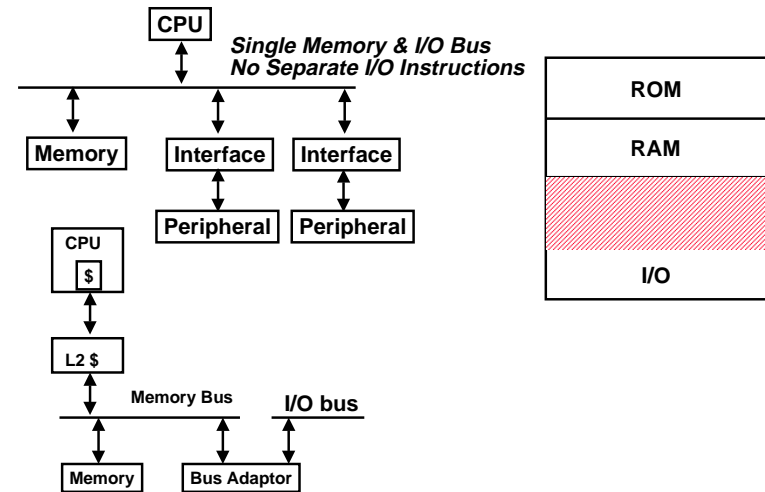 CPU
Single Memory & I/O Bus
No Separate I/O Instructions
Memory
Interface
Interface
Peripheral
Peripheral
CPU
$
L2 $
Memory Bus
I/O bus
Memory
Bus Adaptor
ROM
RAM
I/O